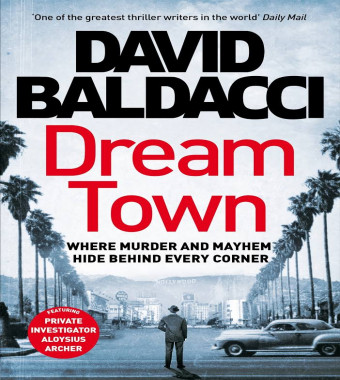 'One of the greatest thriller writers in the world' Daily Mail
DAVID
BALDACCI
Dream
Town
WHERE MURDER AND MAYHEM
HIDE BEHIND EVERY CORNER
FEATURING
PRIVATE
INVESTIGATOR
ALOYSIUS
ARCHER